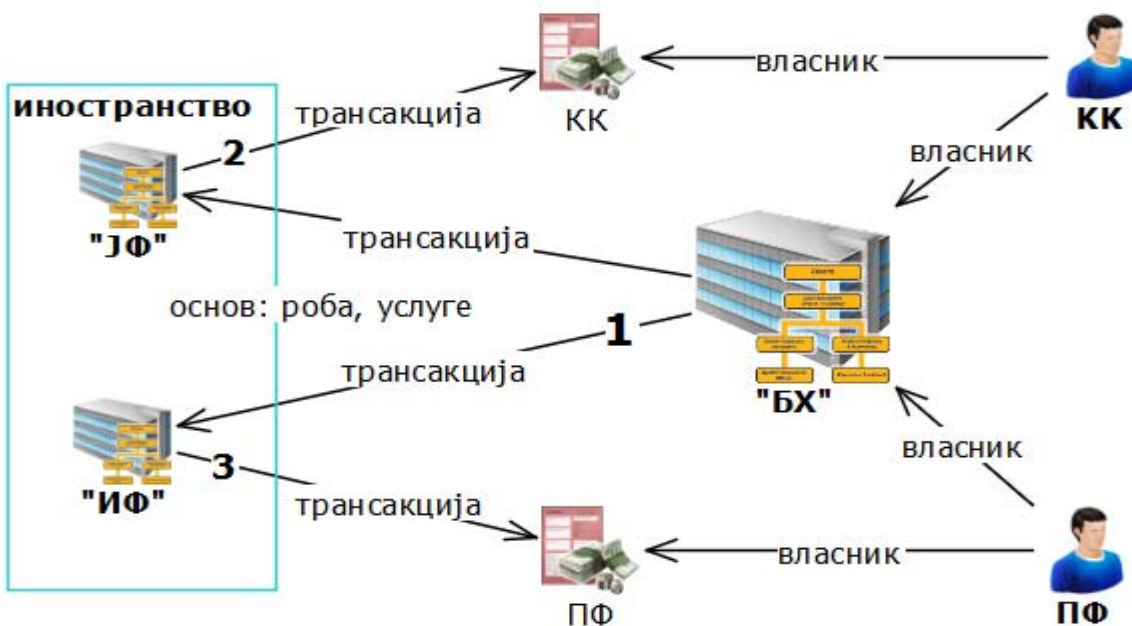 власник
КК
КК
иностранство
трансакција
2
власник
"ЈФ"
трансакција
основ: роба, услуге
1
трансакција
"БХ"
3
"ИФ"
власник
трансакција
власник
ПФ
ПФ